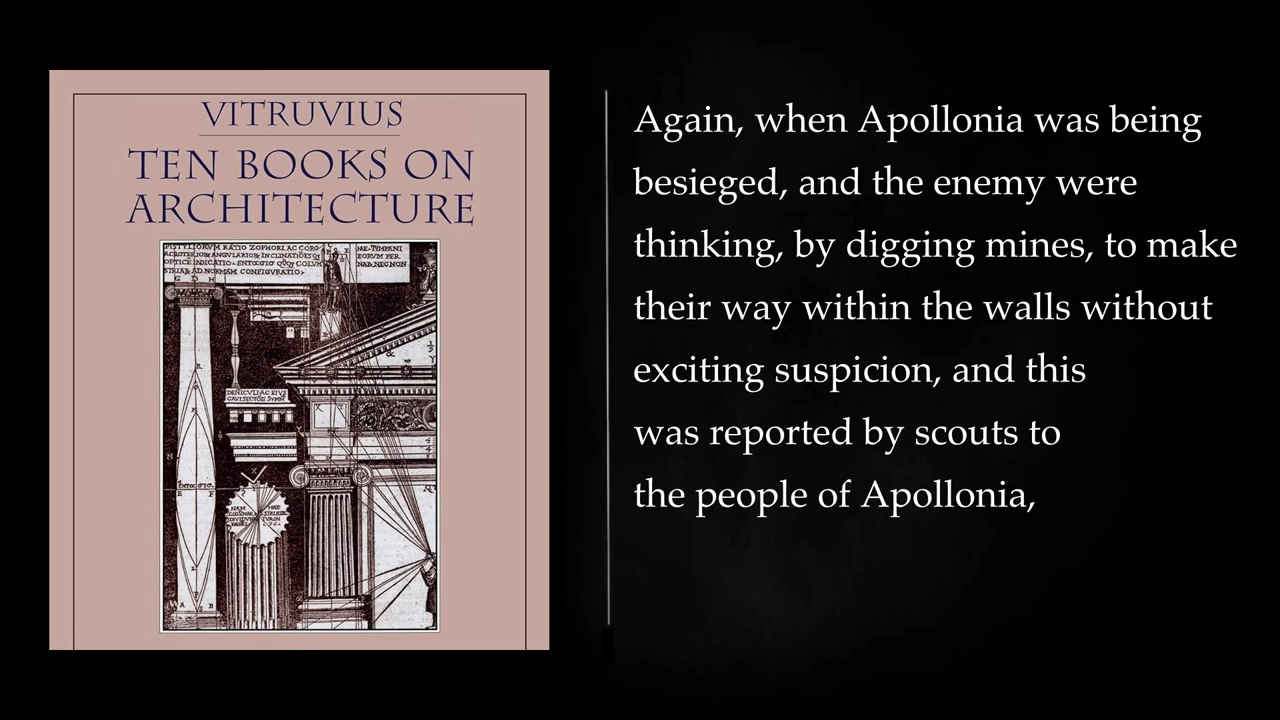 VITRUVIUS
TEN BOOKS ON
ARCHITECTURE
Again, when Apollonia was being
besieged, and the enemy were
thinking, by digging mines, to make
their way within the walls without
exciting suspicion, and this
was reported by scouts to
the people of Apollonia,